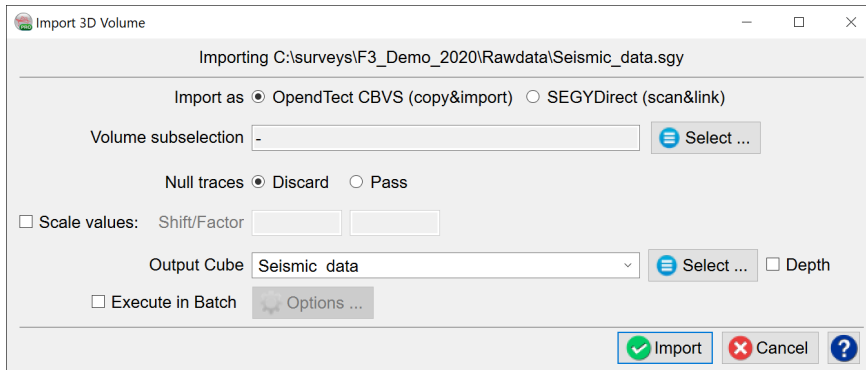 Import 3D Volume
Importing C:\surveys\F3_Demo_2020\Rawdata\Seismic_data.sgy
Import as OpendTect CBVS (copy&import) SEGYDirect (scan&link)
Volume subselection - Select ...
Null traces Discard Pass
Scale values: Shift/Factor
Output Cube Seismic data Select ... Depth
Execute in Batch Options ...
Import Cancel ?